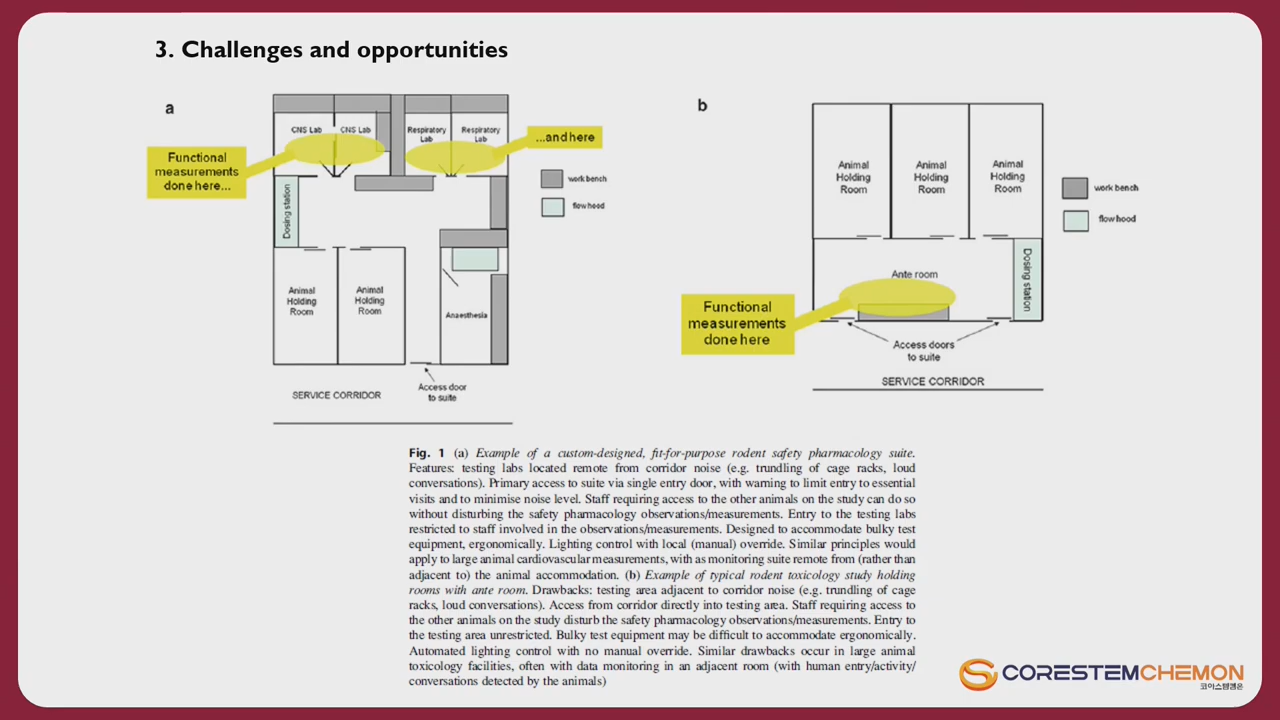 3. Challenges and opportunities
a
CNS Lab
CNS Lab
Respiratory
Lab
Respiratory
Lab
Functional
measurements
done here...
...and here
work bench
flow hood
Dosing station
Animal
Holding
Room
Animal
Holding
Room
Anaesthesia
Access door
to suite
SERVICE CORRIDOR
b
Animal
Holding
Room
Animal
Holding
Room
Animal
Holding
Room
work bench
flow hood
Ante room
Dosing station
Functional
measurements
done here
Access doors
to suite
SERVICE CORRIDOR
Fig. 1 (a) Example of a custom-designed, fit-for-purpose rodent safety pharmacology suite.
Features: testing labs located remote from corridor noise (e.g. trundling of cage racks, loud
conversations). Primary access to suite via single entry door, with warning to limit entry to essential
visits and to minimise noise level. Staff requiring access to the other animals on the study can do so
without disturbing the safety pharmacology observations/measurements. Entry to the testing labs
restricted to staff involved in the observations/measurements. Designed to accommodate bulky test
equipment, ergonomically. Lighting control with local (manual) override. Similar principles would
apply to large animal cardiovascular measurements, with as monitoring suite remote from (rather than
adjacent to) the animal accommodation. (b) Example of typical rodent toxicology study holding
rooms with ante room. Drawbacks: testing area adjacent to corridor noise (e.g. trundling of cage
racks, loud conversations). Access from corridor directly into testing area. Staff requiring access to
the other animals on the study disturb the safety pharmacology observations/measurements. Entry to
the testing area unrestricted. Bulky test equipment may be difficult to accommodate ergonomically.
Automated lighting control with no manual override. Similar drawbacks occur in large animal
toxicology facilities, often with data monitoring in an adjacent room (with human entry/activity/
conversations detected by the animals)
CORESTEMCHEMON
코아스템켐온